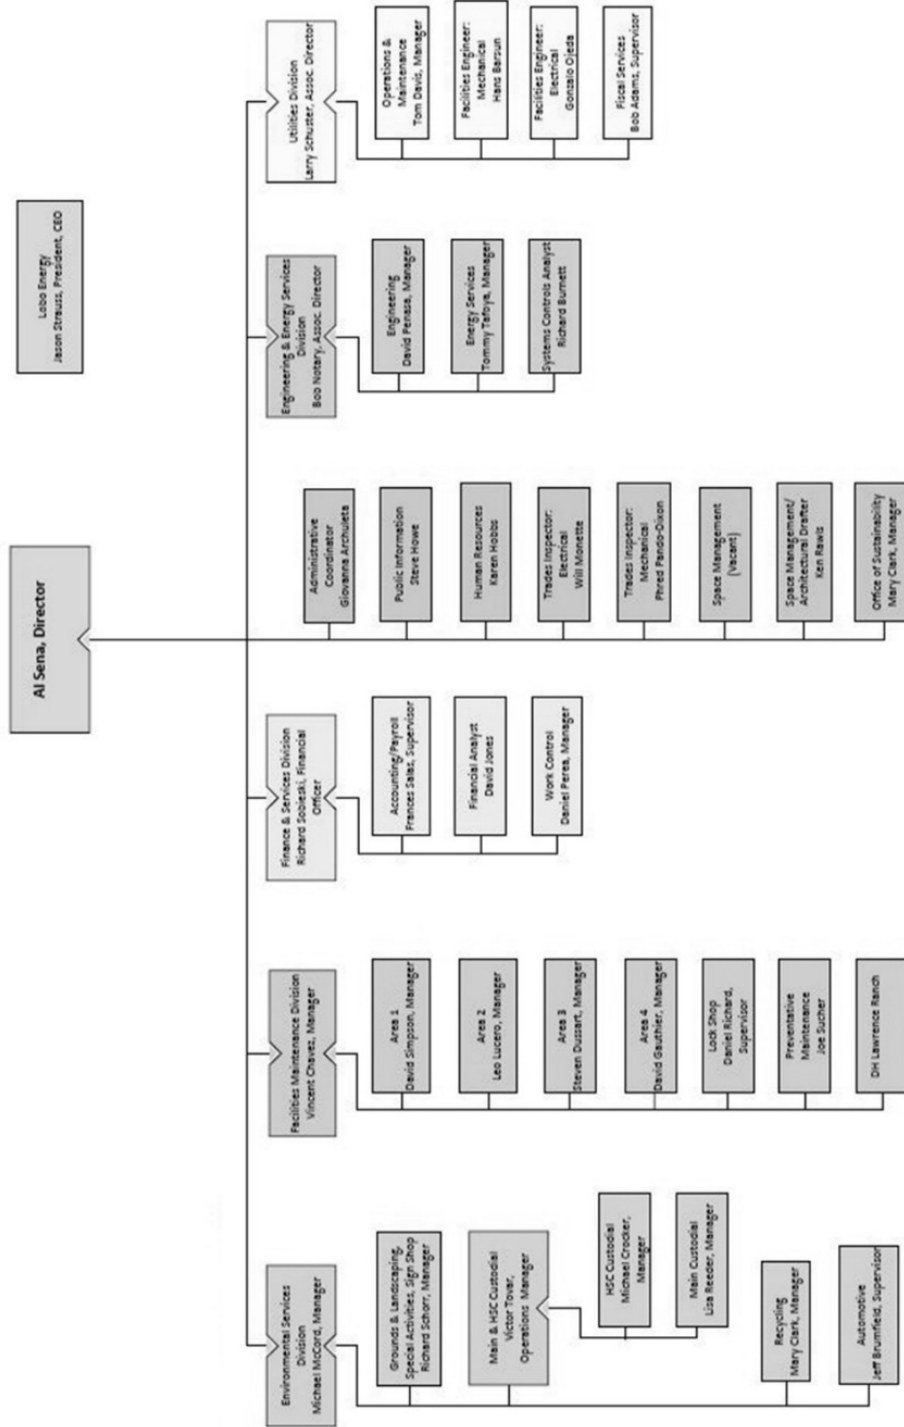 Al Sena, Director
Lobo Energy
Jason Strauss, President, CEO
Environmental Services
Division
Michael McCord, Manager
Grounds & Landscaping,
Special Activities, Sign Shop
Richard Schorr, Manager
Main & HSC Custodial
Victor Tovar,
Operations Manager
HSC Custodial
Michael Crocker,
Manager
Main Custodial
Lisa Reeder, Manager
Recycling
Mary Clark, Manager
Automotive
Jeff Brumfield, Supervisor
Facilities Maintenance Division
Vincent Chavez, Manager
Area 1
David Simpson, Manager
Area 2
Leo Lucero, Manager
Area 3
Steven Dussart, Manager
Area 4
David Gauthier, Manager
Lock Shop
Daniel Richard,
Supervisor
Preventative
Maintenance
Joe Sucher
DH Lawrence Ranch
Finance & Services Division
Richard Sobieski, Financial
Officer
Accounting/Payroll
Frances Salas, Supervisor
Financial Analyst
David Jones
Work Control
Daniel Perea, Manager
Administrative
Coordinator
Giovanna Archuleta
Public Information
Steve Howe
Human Resources
Karen Hobbs
Trades Inspector:
Electrical
Will Monette
Trades Inspector:
Mechanical
Phred Pando-Dixon
Space Management
(Vacant)
Space Management/
Architectural Drafter
Ken Rawls
Office of Sustainability
Mary Clark, Manager
Engineering & Energy Services
Division
Bob Notary, Assoc. Director
Engineering
David Penasa, Manager
Energy Services
Tommy Tafoya, Manager
Systems Controls Analyst
Richard Burnett
Utilities Division
Larry Schuster, Assoc. Director
Operations &
Maintenance
Tom Davis, Manager
Facilities Engineer:
Mechanical
Hans Barsun
Facilities Engineer:
Electrical
Gonzalo Ojeda
Fiscal Services
Bob Adams, Supervisor